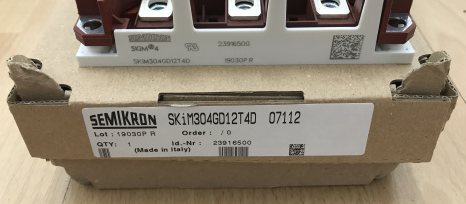 SKiM® 4
23916500
SKiM304GD12T4D 19030P R
SEMIKRON SKiM304GD12T4D 07112
Lot : 19030P R Order : / 0
QTY: 1 Id.-Nr : 23916500
(Made in Italy)